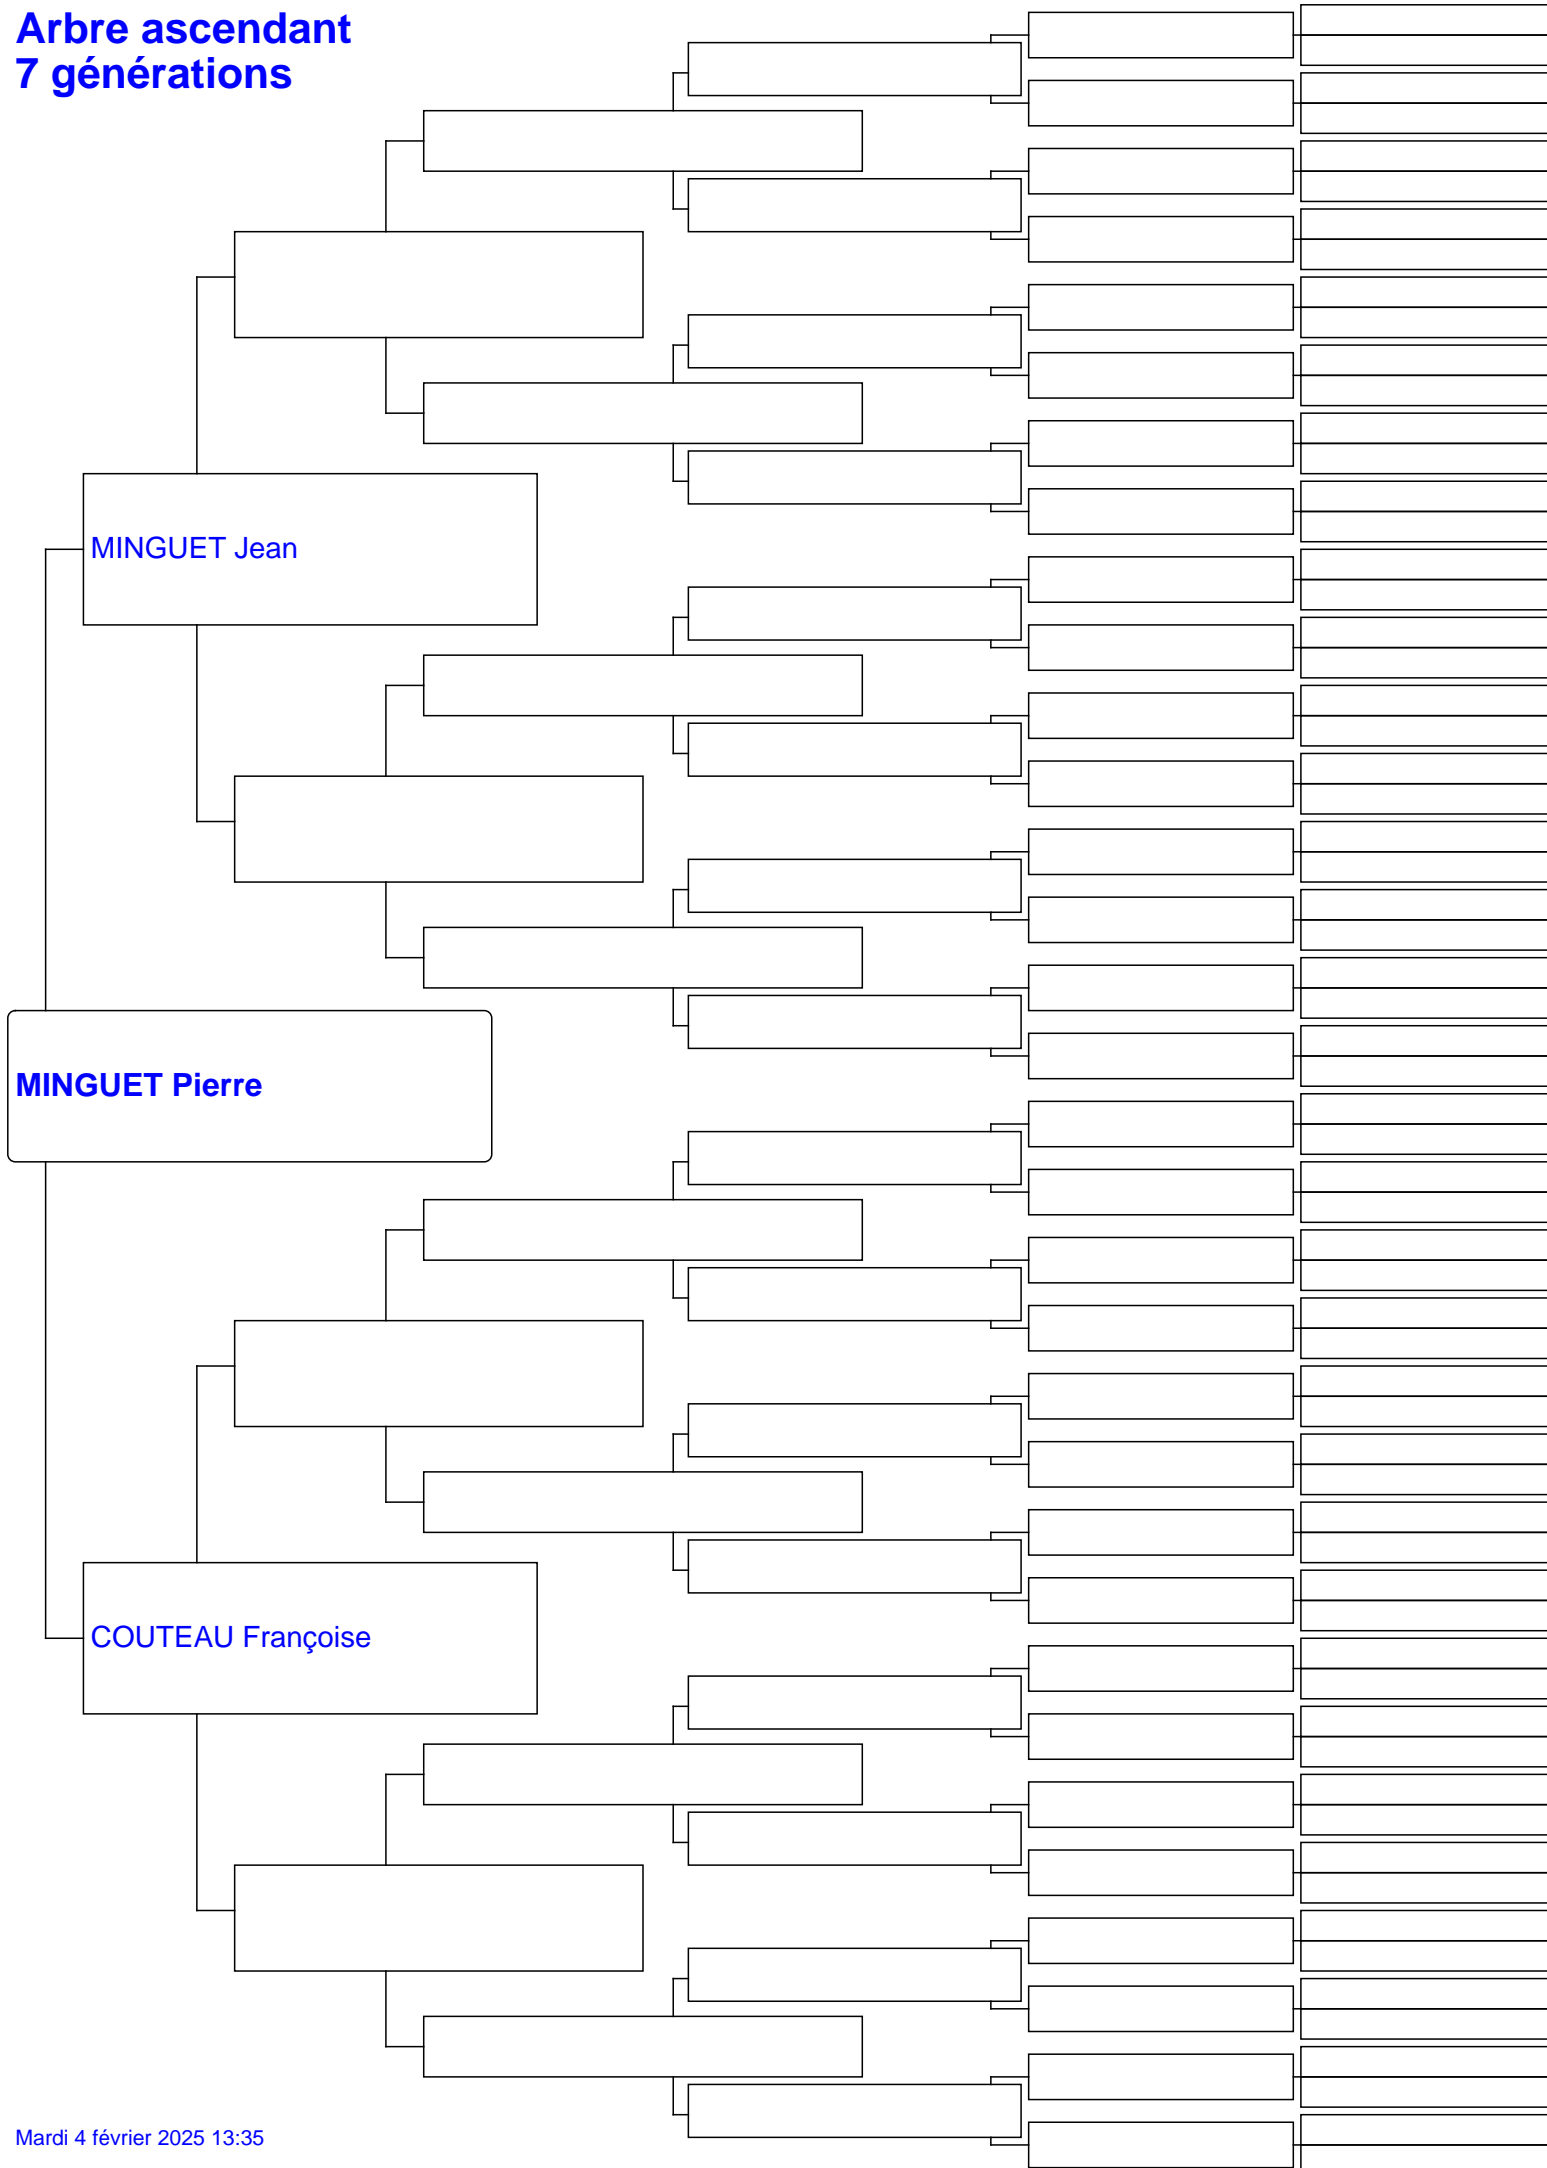 Arbre ascendant
7 générations
MINGUET Jean
MINGUET Pierre
COUTEAU Françoise
Mardi 4 février 2025 13:35